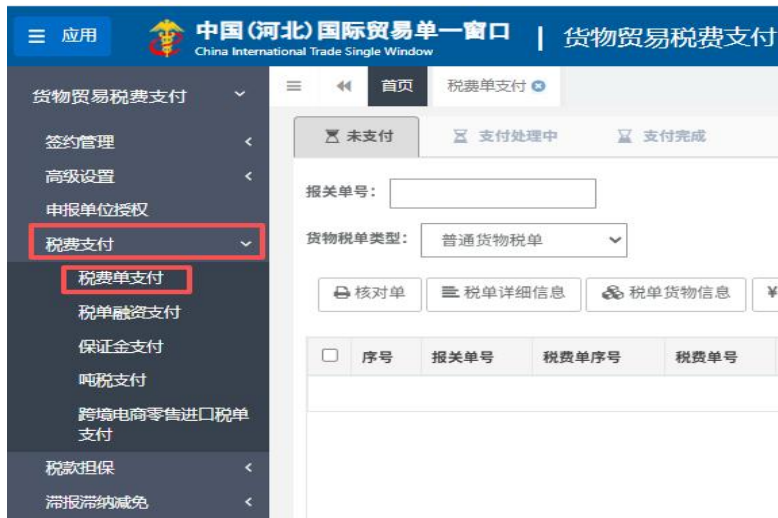 应用
中国(河北)国际贸易单一窗口
China International Trade Single Window
货物贸易税费支付
货物贸易税费支付
首页
税费单支付
签约管理
高级设置
申报单位授权
税费支付
税费单支付
税单融资支付
保证金支付
吨税支付
跨境电商零售进口税单
支付
税款担保
滞报滞纳减免
未支付
支付处理中
支付完成
报关单号:
货物税单类型:
普通货物税单
核对单
税单详细信息
税单货物信息
¥
序号
报关单号
税费单序号
税费单号